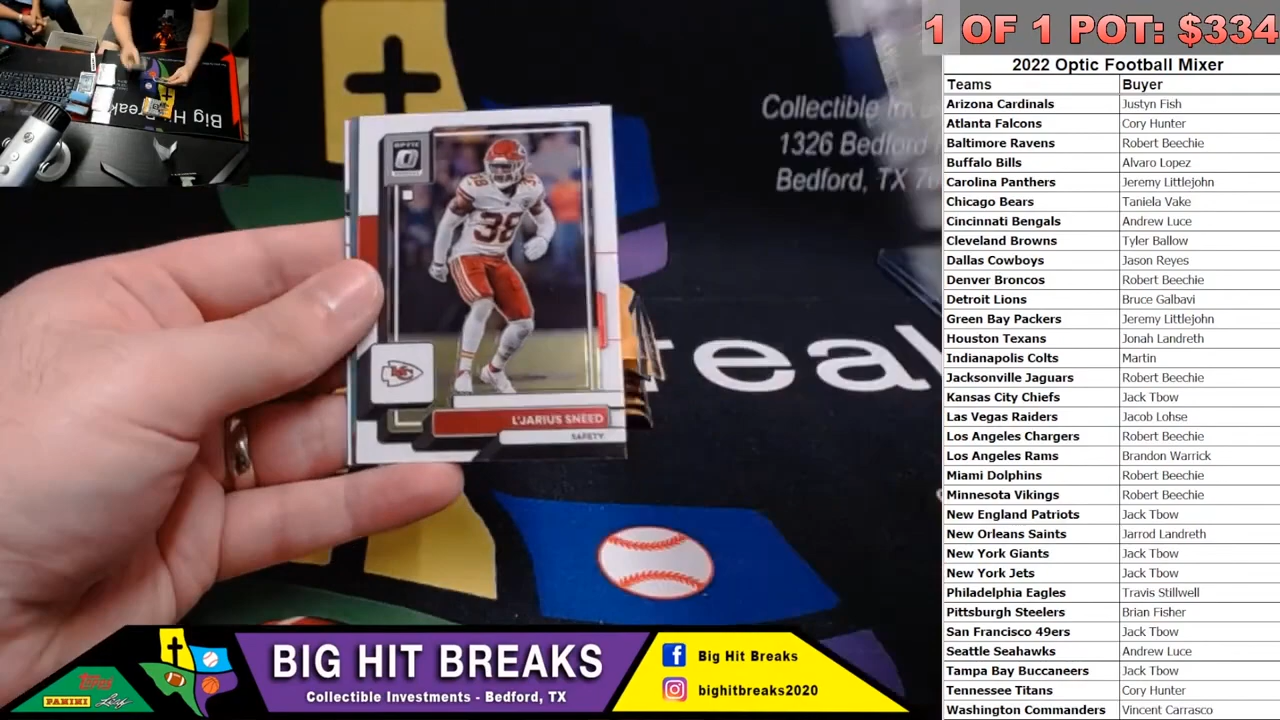 1 OF 1 POT: $334
2022 Optic Football Mixer
Teams Buyer
Arizona Cardinals Justyn Fish
Atlanta Falcons Cory Hunter
Baltimore Ravens Robert Beechie
Buffalo Bills Alvaro Lopez
Carolina Panthers Jeremy Littlejohn
Chicago Bears Taniela Vake
Cincinnati Bengals Andrew Luce
Cleveland Browns Tyler Ballow
Dallas Cowboys Jason Reyes
Denver Broncos Robert Beechie
Detroit Lions Bruce Galbavi
Green Bay Packers Jeremy Littlejohn
Houston Texans Jonah Landreth
Indianapolis Colts Martin
Jacksonville Jaguars Robert Beechie
Kansas City Chiefs Jack Tbow
Las Vegas Raiders Jacob Lohse
Los Angeles Chargers Robert Beechie
Los Angeles Rams Brandon Warrick
Miami Dolphins Robert Beechie
Minnesota Vikings Robert Beechie
New England Patriots Jack Tbow
New Orleans Saints Jarrod Landreth
New York Giants Jack Tbow
New York Jets Jack Tbow
Philadelphia Eagles Travis Stillwell
Pittsburgh Steelers Brian Fisher
San Francisco 49ers Jack Tbow
Seattle Seahawks Andrew Luce
Tampa Bay Buccaneers Jack Tbow
Tennessee Titans Cory Hunter
Washington Commanders Vincent Carrasco
Big Hit
Collectible
1326 Bedford
Bedford, TX
OPTIC
38
KC
L'JARIUS SNEED
SAFETY
BIG HIT BREAKS
Collectible Investments - Bedford, TX
Topps
PANINI Leaf
f Big Hit Breaks
bighitbreaks2020